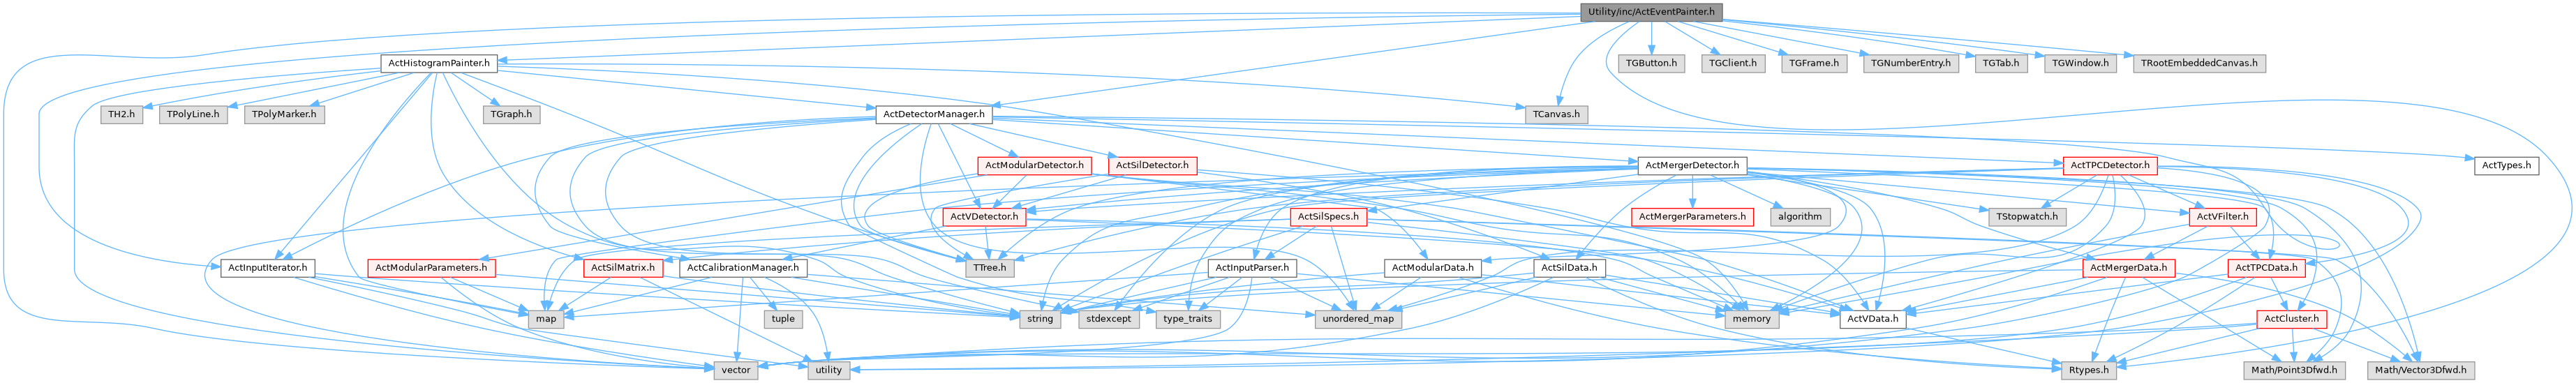 Utility/inc/ActEventPainter.h
ActHistogramPainter.h
TGButton.h
TGClient.h
TGFrame.h
TGNumberEntry.h
TGTab.h
TGWindow.h
TRootEmbeddedCanvas.h
TH2.h
TPolyLine.h
TPolyMarker.h
TGraph.h
ActDetectorManager.h
TCanvas.h
ActModularDetector.h
ActSilDetector.h
ActMergerDetector.h
ActTPCDetector.h
ActTypes.h
ActVDetector.h
ActSilSpecs.h
ActMergerParameters.h
algorithm
TStopwatch.h
ActVFilter.h
ActInputIterator.h
ActModularParameters.h
ActSilMatrix.h
ActCalibrationManager.h
TTree.h
ActInputParser.h
ActModularData.h
ActSilData.h
ActMergerData.h
ActTPCData.h
map
tuple
string
stdexcept
type_traits
unordered_map
memory
ActVData.h
ActCluster.h
vector
utility
Rtypes.h
Math/Point3Dfwd.h
Math/Vector3Dfwd.h